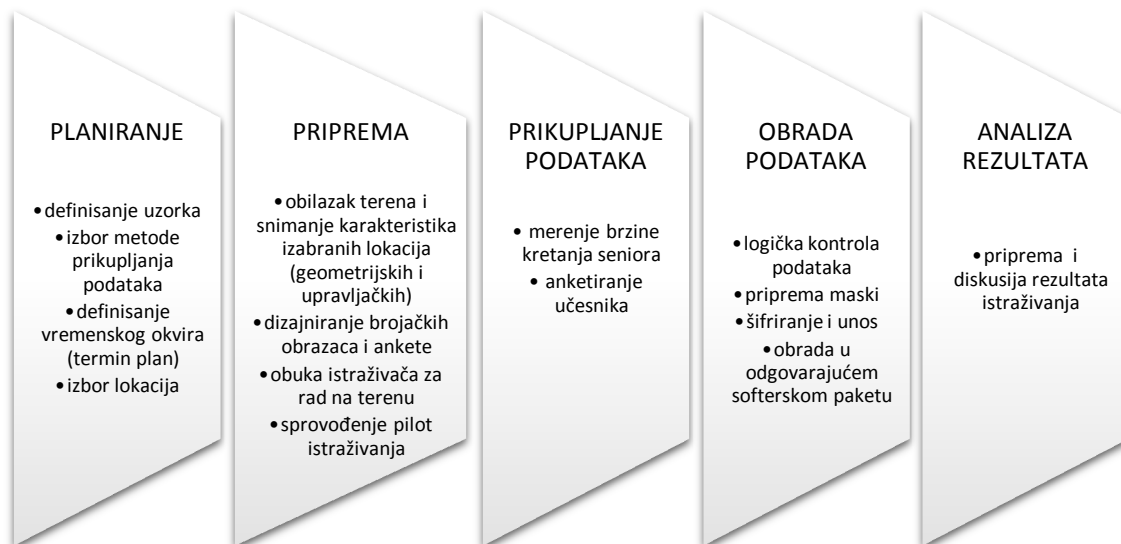 PLANIRANJE
•definisanje uzorka
•izbor metode
prikupljanja
podataka
•definisanje
vremenskog okvira
(termin plan)
•izbor lokacija
PRIPREMA
•obilazak terena i
snimanje karakteristika
izabranih lokacija
(geometrijskih i
upravljačkih)
•dizajniranje brojačkih
obrazaca i ankete
•obuka istraživača za
rad na terenu
•sprovođenje pilot
istraživanja
PRIKUPLJANJE
PODATAKA
• merenje brzine
kretanja seniora
• anketiranje
učesnika
OBRADA
PODATAKA
•logička kontrola
podataka
•priprema maski
•šifriranje i unos
•obrada u
odgovarajućem
softerskom paketu
ANALIZA
REZULTATA
•priprema i
diskusija rezultata
istraživanja